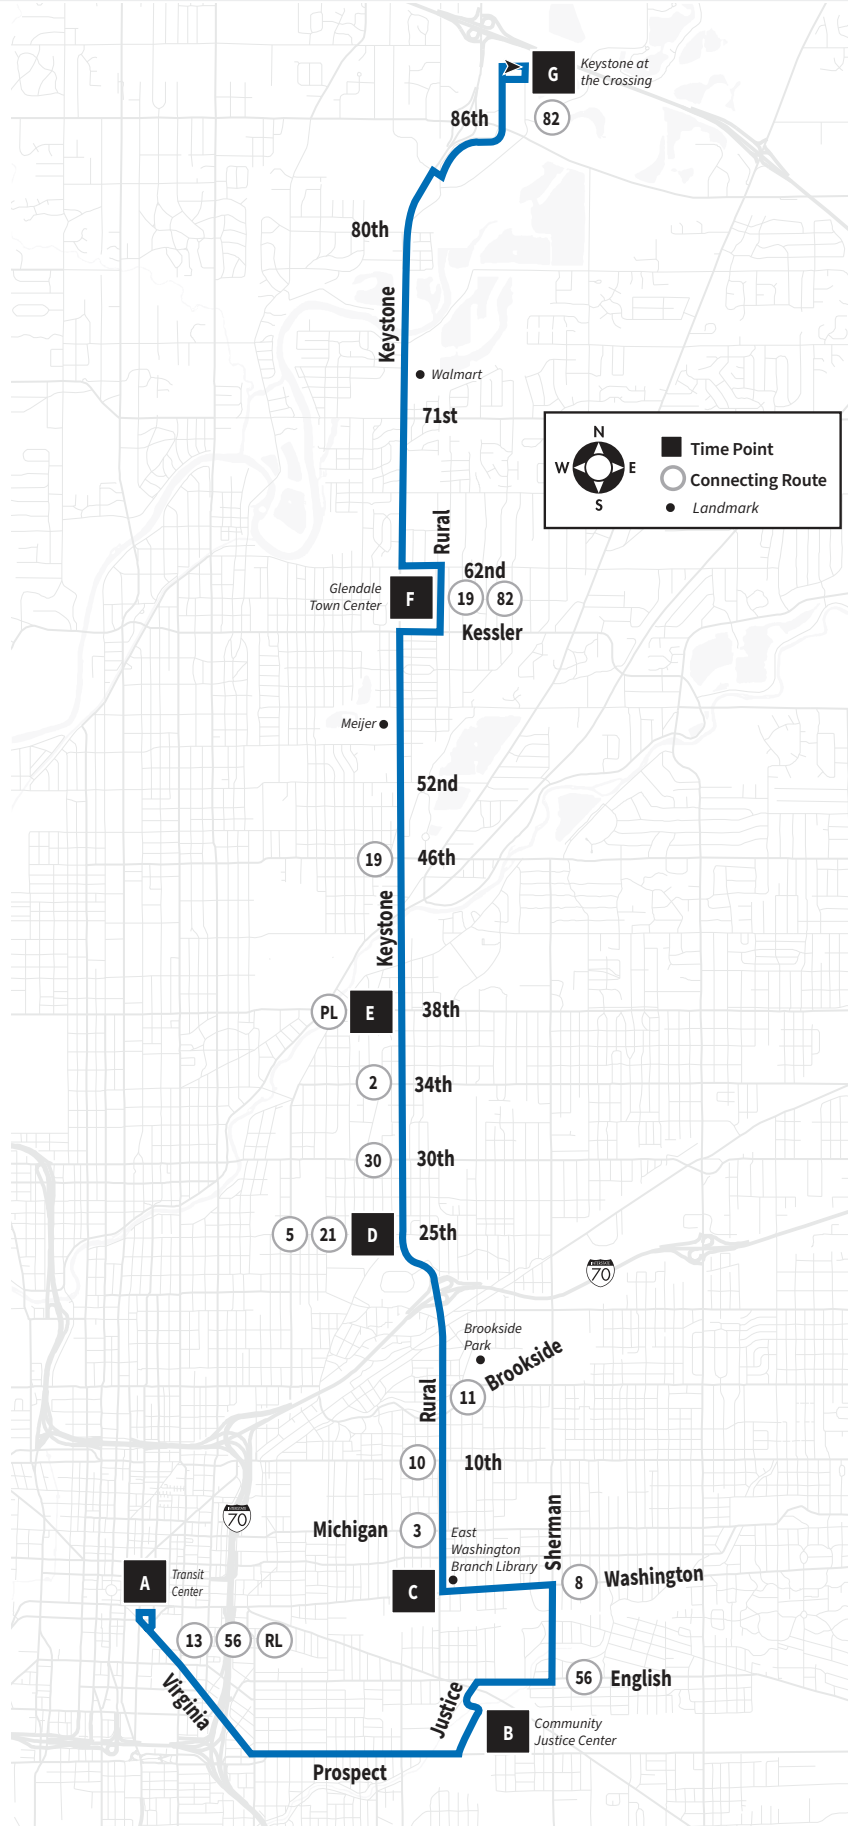 G
Keystone at
the Crossing
86th
82
80th
Keystone
Walmart
71st
N
W
E
S
Time Point
Connecting Route
Landmark
Rural
62nd
Glendale
Town Center
F
19
82
Kessler
Meijer
52nd
19
46th
Keystone
PL
E
38th
2
34th
30
30th
5
21
D
25th
70
Brookside
Park
Brookside
11
Rural
10
10th
70
Michigan
3
East
Washington
Branch Library
Sherman
A
Transit
Center
C
8
Washington
13
56
RL
Virginia
56
English
Justice
B
Community
Justice Center
Prospect